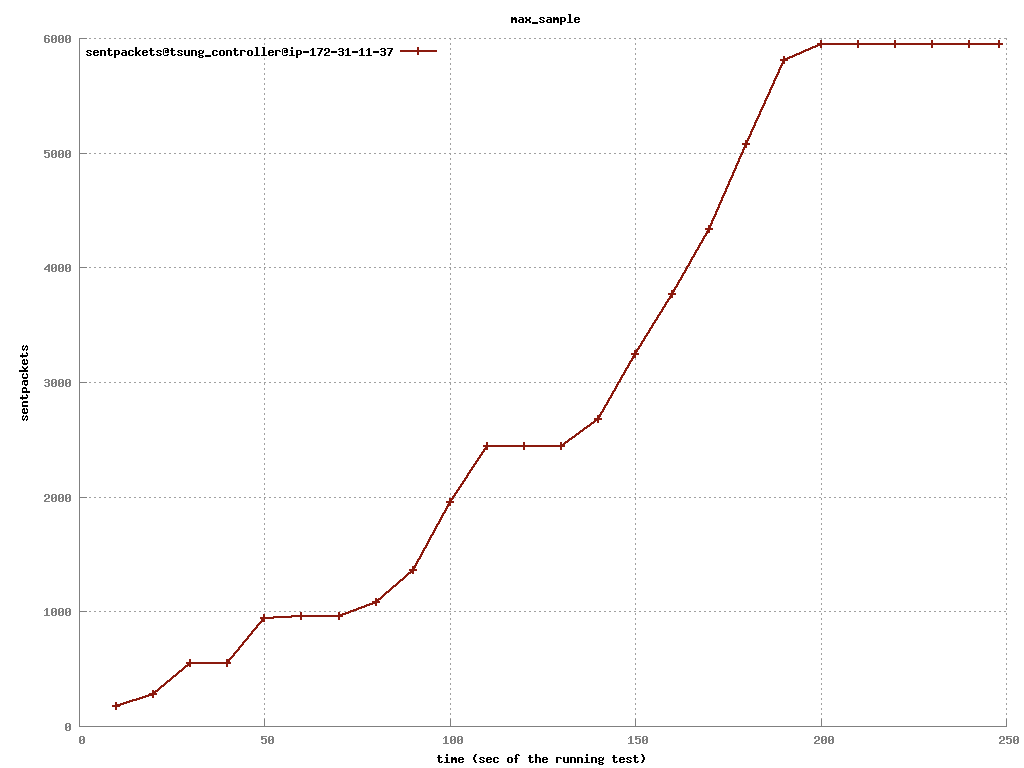 max_sample
sentpackets@tsung_controller@ip-172-31-11-37
6000
5000
4000
3000
2000
1000
0
sentpackets
0 50 100 150 200 250
time (sec of the running test)